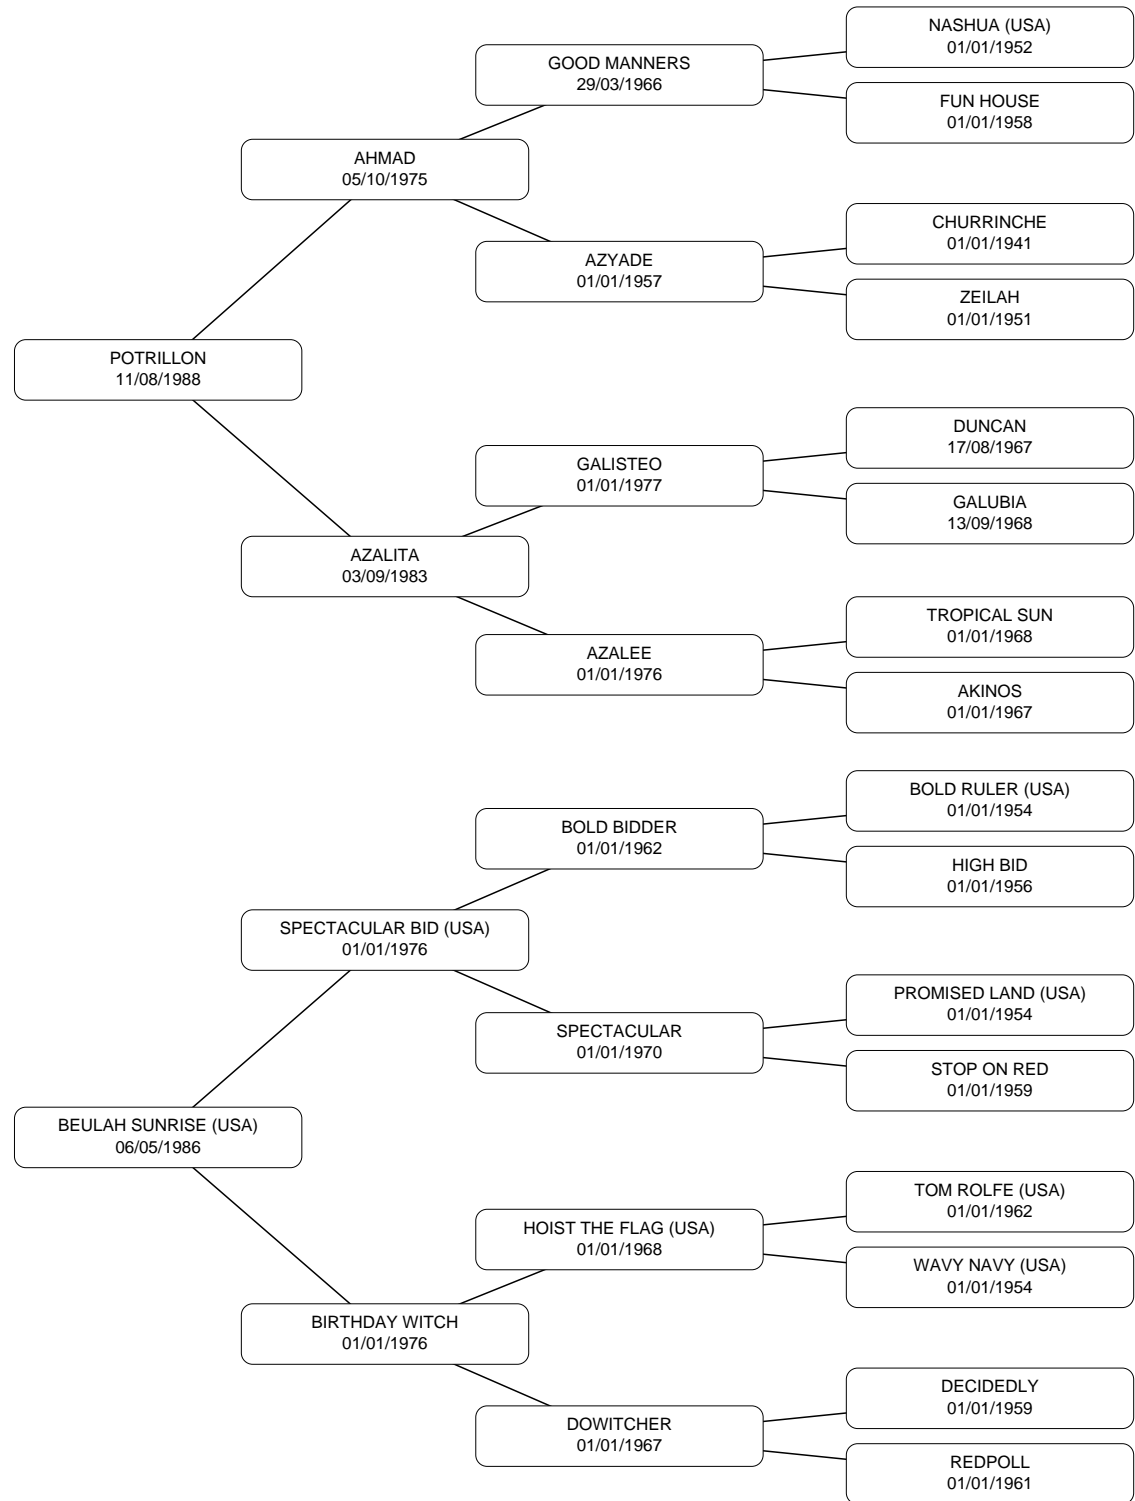 NASHUA (USA)
01/01/1952
GOOD MANNERS
29/03/1966
FUN HOUSE
01/01/1958
AHMAD
05/10/1975
CHURRINCHE
01/01/1941
AZYADE
01/01/1957
ZEILAH
01/01/1951
POTRILLON
11/08/1988
DUNCAN
17/08/1967
GALISTEO
01/01/1977
GALUBIA
13/09/1968
AZALITA
03/09/1983
TROPICAL SUN
01/01/1968
AZALEE
01/01/1976
AKINOS
01/01/1967
BOLD RULER (USA)
01/01/1954
BOLD BIDDER
01/01/1962
HIGH BID
01/01/1956
SPECTACULAR BID (USA)
01/01/1976
PROMISED LAND (USA)
01/01/1954
SPECTACULAR
01/01/1970
STOP ON RED
01/01/1959
BEULAH SUNRISE (USA)
06/05/1986
TOM ROLFE (USA)
01/01/1962
HOIST THE FLAG (USA)
01/01/1968
WAVY NAVY (USA)
01/01/1954
BIRTHDAY WITCH
01/01/1976
DECIDEDLY
01/01/1959
DOWITCHER
01/01/1967
REDPOLL
01/01/1961